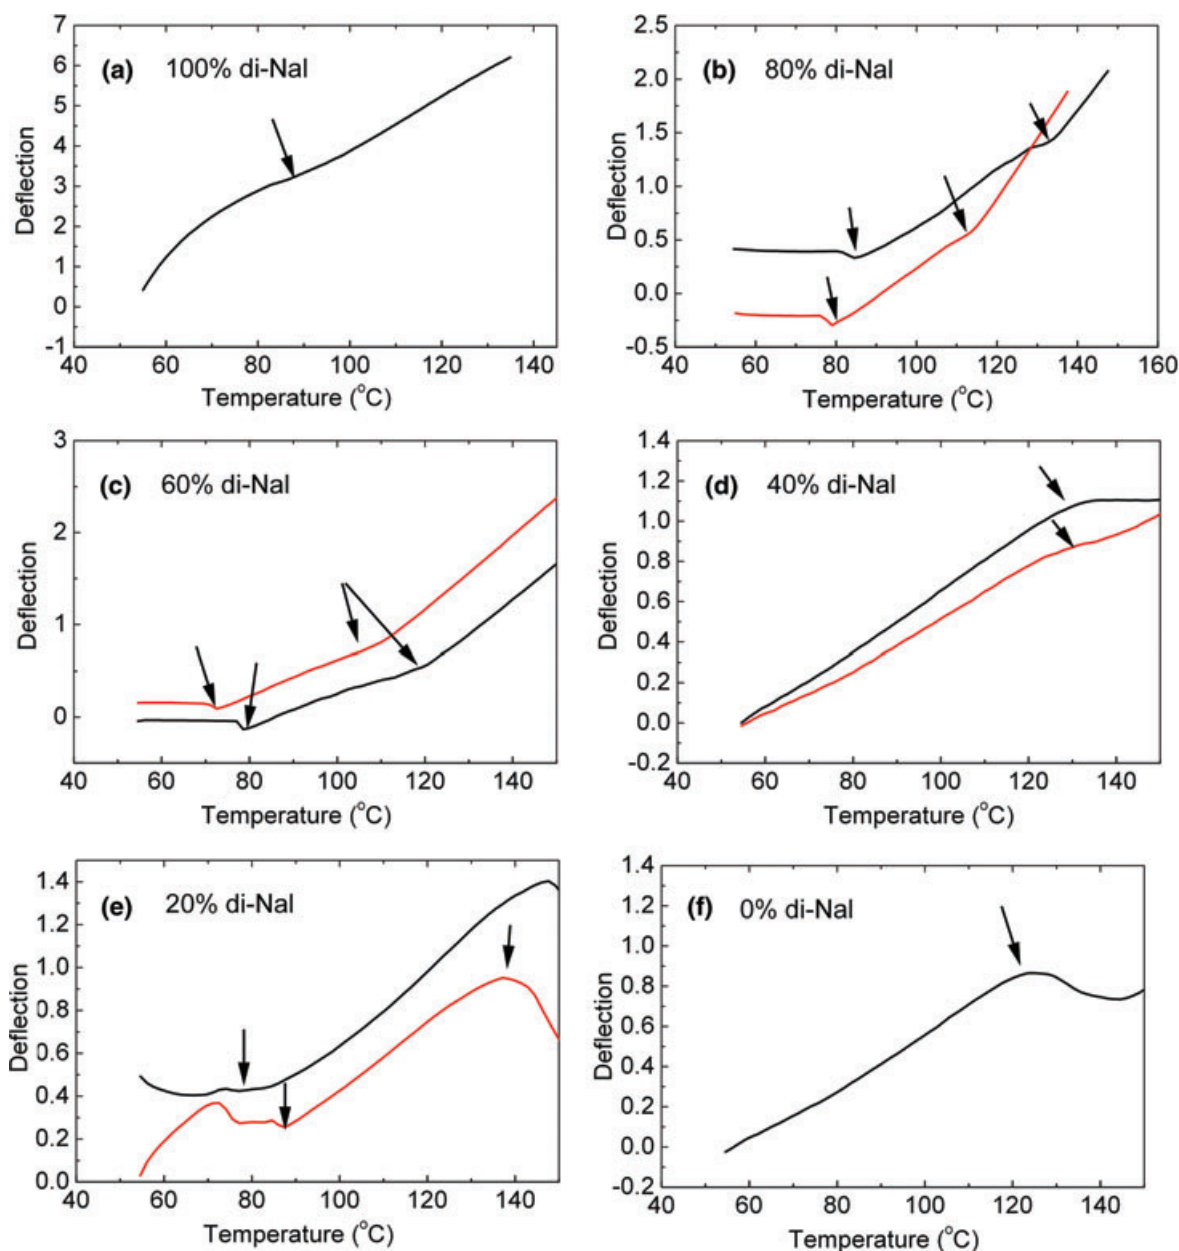 (a) 100% di-NaI
7
6
5
4
3
2
1
0
-1
Deflection
40 60 80 100 120 140
Temperature (°C)
(b) 80% di-NaI
2.5
2.0
1.5
1.0
0.5
0.0
-0.5
Deflection
40 60 80 100 120 140 160
Temperature (°C)
(c) 60% di-NaI
3
2
1
0
Deflection
40 60 80 100 120 140
Temperature (°C)
(d) 40% di-NaI
1.4
1.2
1.0
0.8
0.6
0.4
0.2
0.0
-0.2
Deflection
40 60 80 100 120 140
Temperature (°C)
(e) 20% di-NaI
1.4
1.2
1.0
0.8
0.6
0.4
0.2
0.0
Deflection
40 60 80 100 120 140
Temperature (°C)
(f) 0% di-NaI
1.4
1.2
1.0
0.8
0.6
0.4
0.2
0.0
-0.2
Deflection
40 60 80 100 120 140
Temperature (°C)